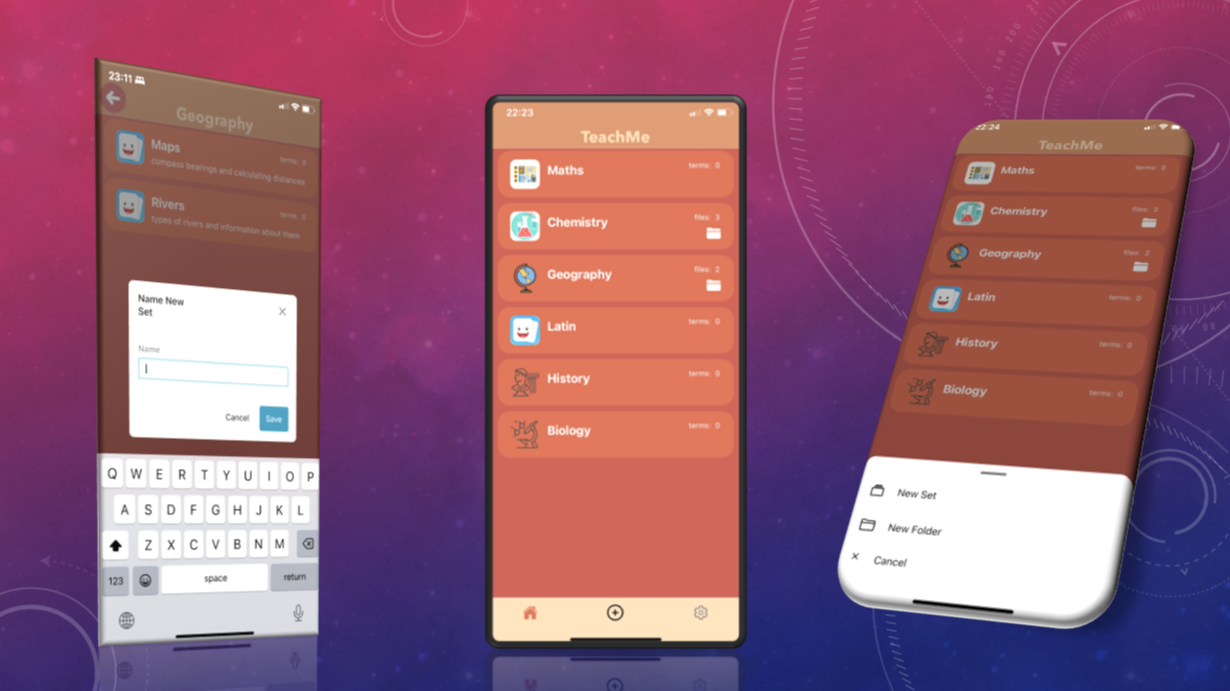 23:11
Geography
Maps
terms: 0
compass bearings and calculating distances
Rivers
terms: 0
types of rivers and information about them
Name New
Set
Name
Cancel
Save
Q W E R T Y U I O P
A S D F G H J K L
Z X C V B N M
123
space
return
22:23
TeachMe
Maths
terms: 0
Chemistry
files: 3
Geography
files: 2
Latin
terms: 0
History
terms: 0
Biology
terms: 0
22:24
TeachMe
Maths
terms: 0
Chemistry
files: 3
Geography
files: 2
Latin
terms: 0
History
terms: 0
Biology
terms: 0
New Set
New Folder
Cancel